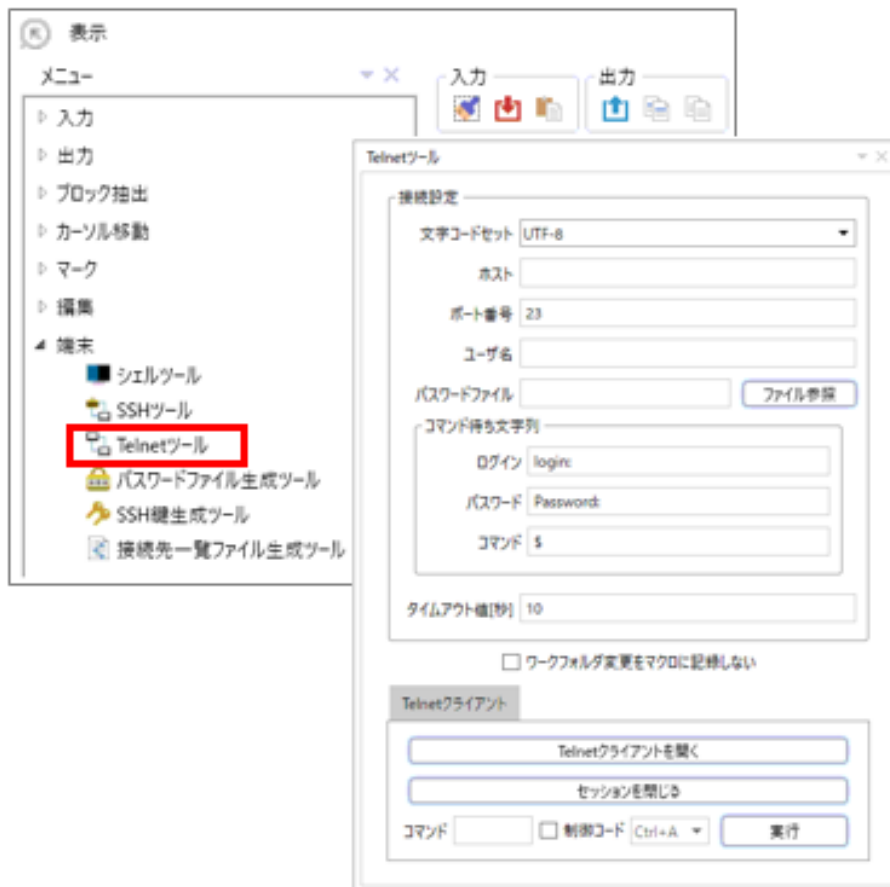 表示
メニュー
入力
出力
入力
出力
ブロック抽出
カーソル移動
マーク
編集
端末
シェルツール
SSHツール
Telnetツール
パスワードファイル生成ツール
SSH鍵生成ツール
接続先一覧ファイル生成ツール
Telnetツール
接続設定
文字コードセット UTF-8
ホスト
ポート番号 23
ユーザ名
パスワードファイル ファイル参照
コマンド待ち文字列
ログイン login:
パスワード Password:
コマンド $
タイムアウト値[秒] 10
ワークフォルダ変更をマクロに記録しない
Telnetクライアント
Telnetクライアントを開く
セッションを閉じる
コマンド 制御コード Ctrl+A 実行